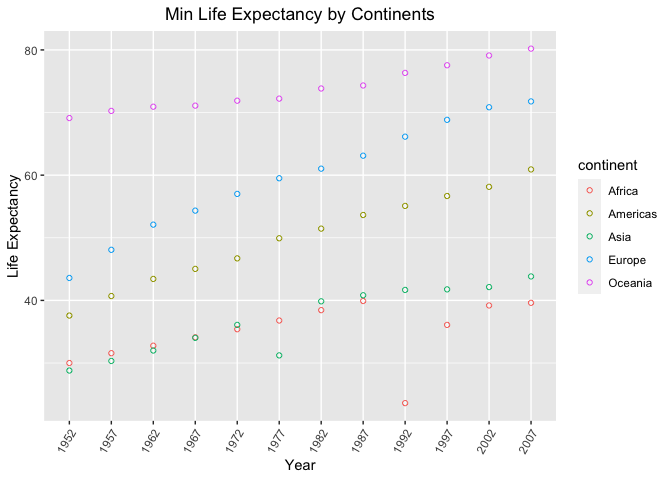 Min Life Expectancy by Continents
80
60
40
Life Expectancy
1952 1957 1962 1967 1972 1977 1982 1987 1992 1997 2002 2007
Year
continent
Africa
Americas
Asia
Europe
Oceania